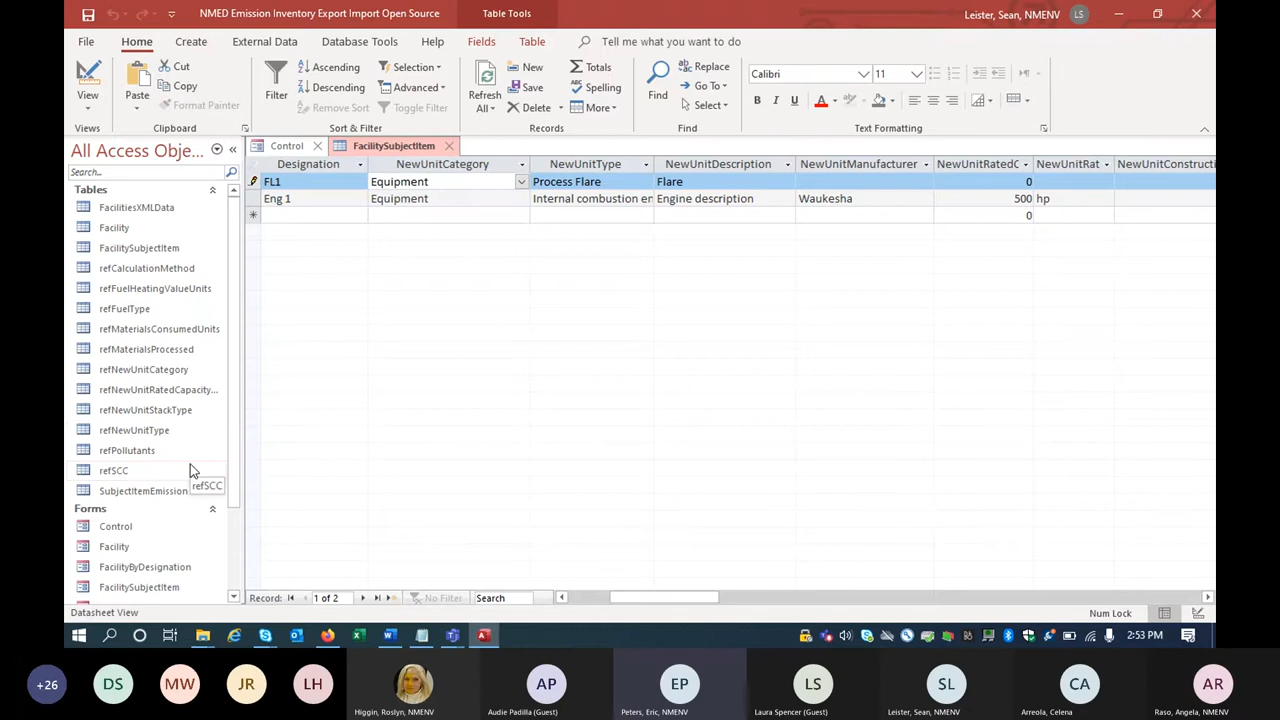 NMED Emission Inventory Export Import Open Source
Table Tools
Leister, Sean, NMENV
LS
File
Home
Create
External Data
Database Tools
Help
Fields
Table
Tell me what you want to do
View
Views
Paste
Cut
Copy
Format Painter
Clipboard
Filter
Ascending
Descending
Remove Sort
Selection
Advanced
Toggle Filter
Sort & Filter
Refresh
All
New
Save
Delete
Totals
Spelling
More
Records
Find
Replace
Go To
Select
Find
Calibri
11
B
I
U
Text Formatting
All Access Obje...
Search...
Tables
FacilitiesXMLData
Facility
FacilitySubjectItem
refCalculationMethod
refFuelHeatingValueUnits
refFuelType
refMaterialsConsumedUnits
refMaterialsProcessed
refNewUnitCategory
refNewUnitRatedCapacity...
refNewUnitStackType
refNewUnitType
refPollutants
refSCC
refSCC
SubjectItemEmission
Forms
Control
Facility
FacilityByDesignation
FacilitySubjectItem
Control
FacilitySubjectItem
Designation NewUnitCategory NewUnitType NewUnitDescription NewUnitManufacturer NewUnitRatedC NewUnitRat NewUnitConstructi
FL1 Equipment Process Flare Flare 0
Eng 1 Equipment Internal combustion en Engine description Waukesha 500 hp
0
Record: 1 of 2 No Filter Search
Datasheet View
Num Lock
2:53 PM
+26
DS
MW
JR
LH
Higgin, Roslyn, NMENV
AP
Audie Padilla (Guest)
EP
Peters, Eric, NMENV
LS
Laura Spencer (Guest)
SL
Leister, Sean, NMENV
CA
Arreola, Celena
AR
Raso, Angela, NMENV